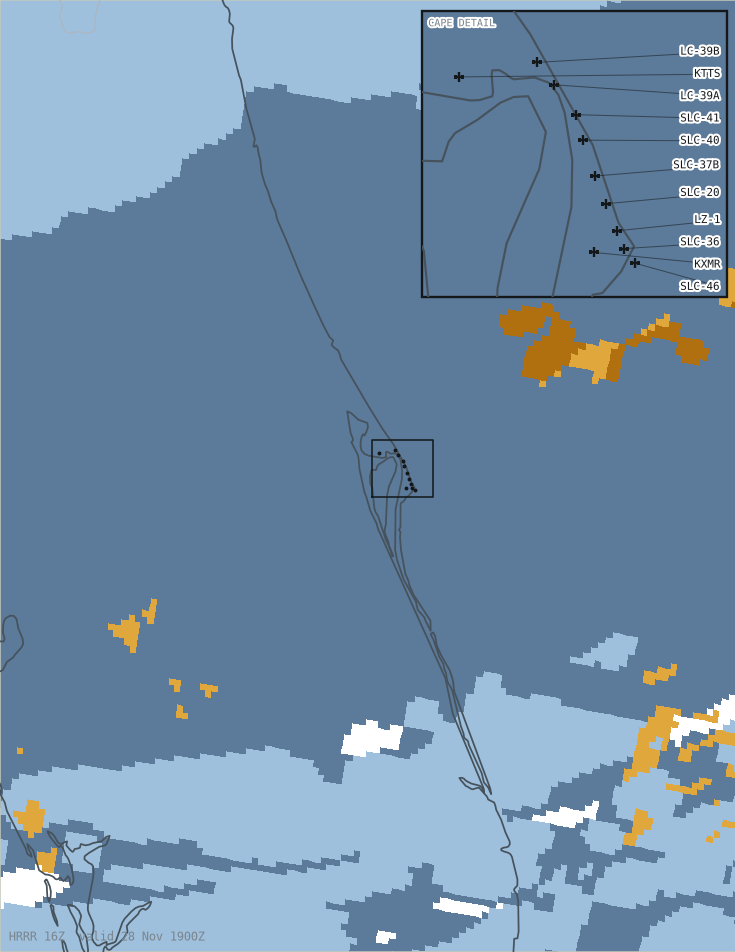 CAPE DETAIL
LC-39B
KTTS
LC-39A
SLC-41
SLC-40
SLC-37B
SLC-20
LZ-1
SLC-36
KXMR
SLC-46
HRRR 16Z valid 28 Nov 1900Z